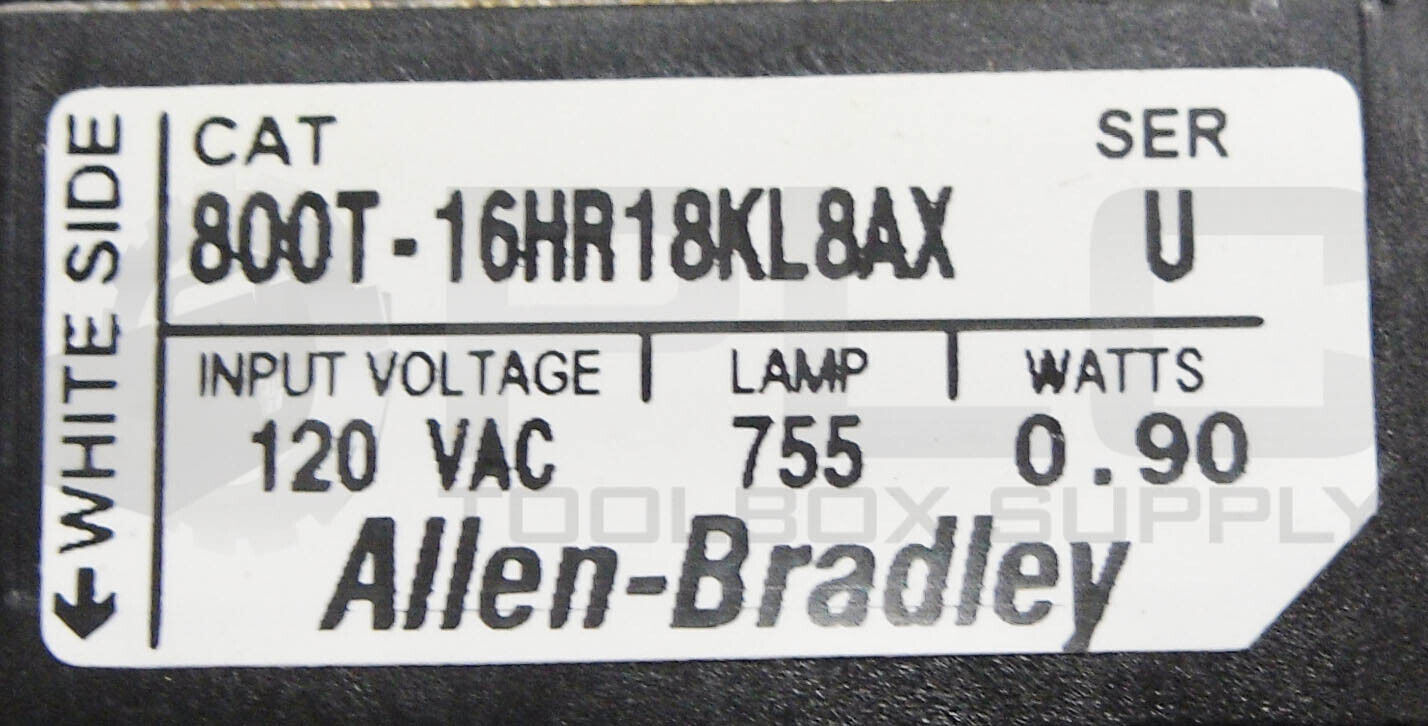 ← WHITE SIDE
CAT SER
800T-16HR18KL8AX U
INPUT VOLTAGE LAMP WATTS
120 VAC 755 0.90
Allen-Bradley
PLC
TOOLBOX SUPPLY